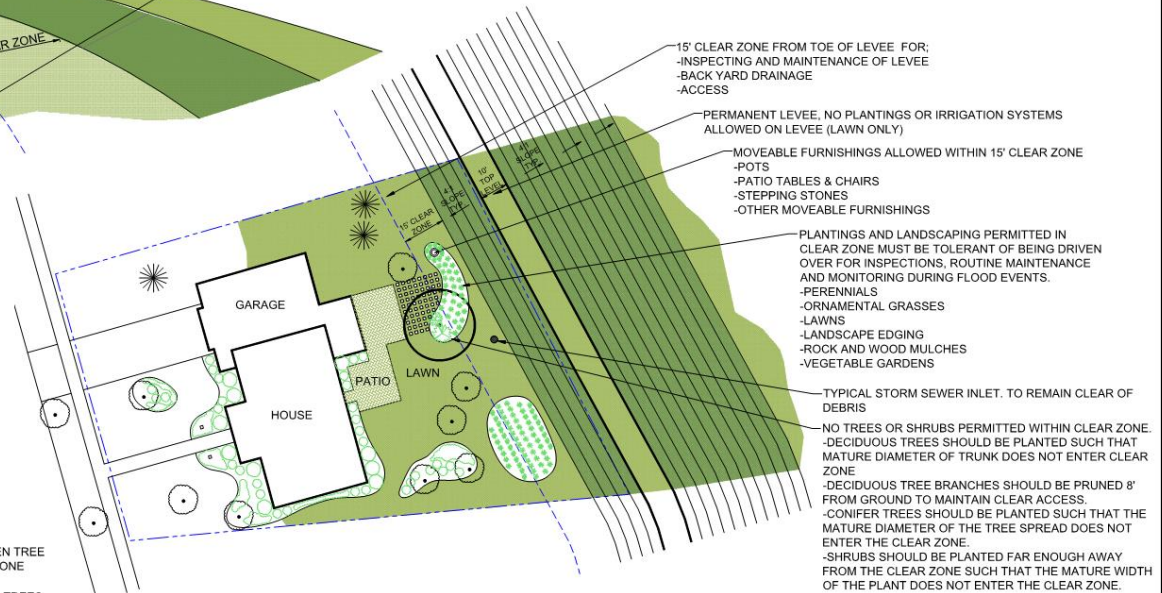 R ZONE
15' CLEAR ZONE FROM TOE OF LEVEE FOR;
-INSPECTING AND MAINTENANCE OF LEVEE
-BACK YARD DRAINAGE
-ACCESS
PERMANENT LEVEE, NO PLANTINGS OR IRRIGATION SYSTEMS
ALLOWED ON LEVEE (LAWN ONLY)
MOVEABLE FURNISHINGS ALLOWED WITHIN 15' CLEAR ZONE
-POTS
-PATIO TABLES & CHAIRS
-STEPPING STONES
-OTHER MOVEABLE FURNISHINGS
PLANTINGS AND LANDSCAPING PERMITTED IN
CLEAR ZONE MUST BE TOLERANT OF BEING DRIVEN
OVER FOR INSPECTIONS, ROUTINE MAINTENANCE
AND MONITORING DURING FLOOD EVENTS.
-PERENNIALS
-ORNAMENTAL GRASSES
-LAWNS
-LANDSCAPE EDGING
-ROCK AND WOOD MULCHES
-VEGETABLE GARDENS
TYPICAL STORM SEWER INLET. TO REMAIN CLEAR OF
DEBRIS
NO TREES OR SHRUBS PERMITTED WITHIN CLEAR ZONE.
-DECIDUOUS TREES SHOULD BE PLANTED SUCH THAT
MATURE DIAMETER OF TRUNK DOES NOT ENTER CLEAR
ZONE
-DECIDUOUS TREE BRANCHES SHOULD BE PRUNED 8'
FROM GROUND TO MAINTAIN CLEAR ACCESS.
-CONIFER TREES SHOULD BE PLANTED SUCH THAT THE
MATURE DIAMETER OF THE TREE SPREAD DOES NOT
ENTER THE CLEAR ZONE.
-SHRUBS SHOULD BE PLANTED FAR ENOUGH AWAY
FROM THE CLEAR ZONE SUCH THAT THE MATURE WIDTH
OF THE PLANT DOES NOT ENTER THE CLEAR ZONE.
15' CLEAR
ZONE
4:1
SLOPE
TYP.
10'
TOP
LEVEL
4:1
SLOPE
TYP.
GARAGE
HOUSE
PATIO
LAWN
EN TREE
ONE